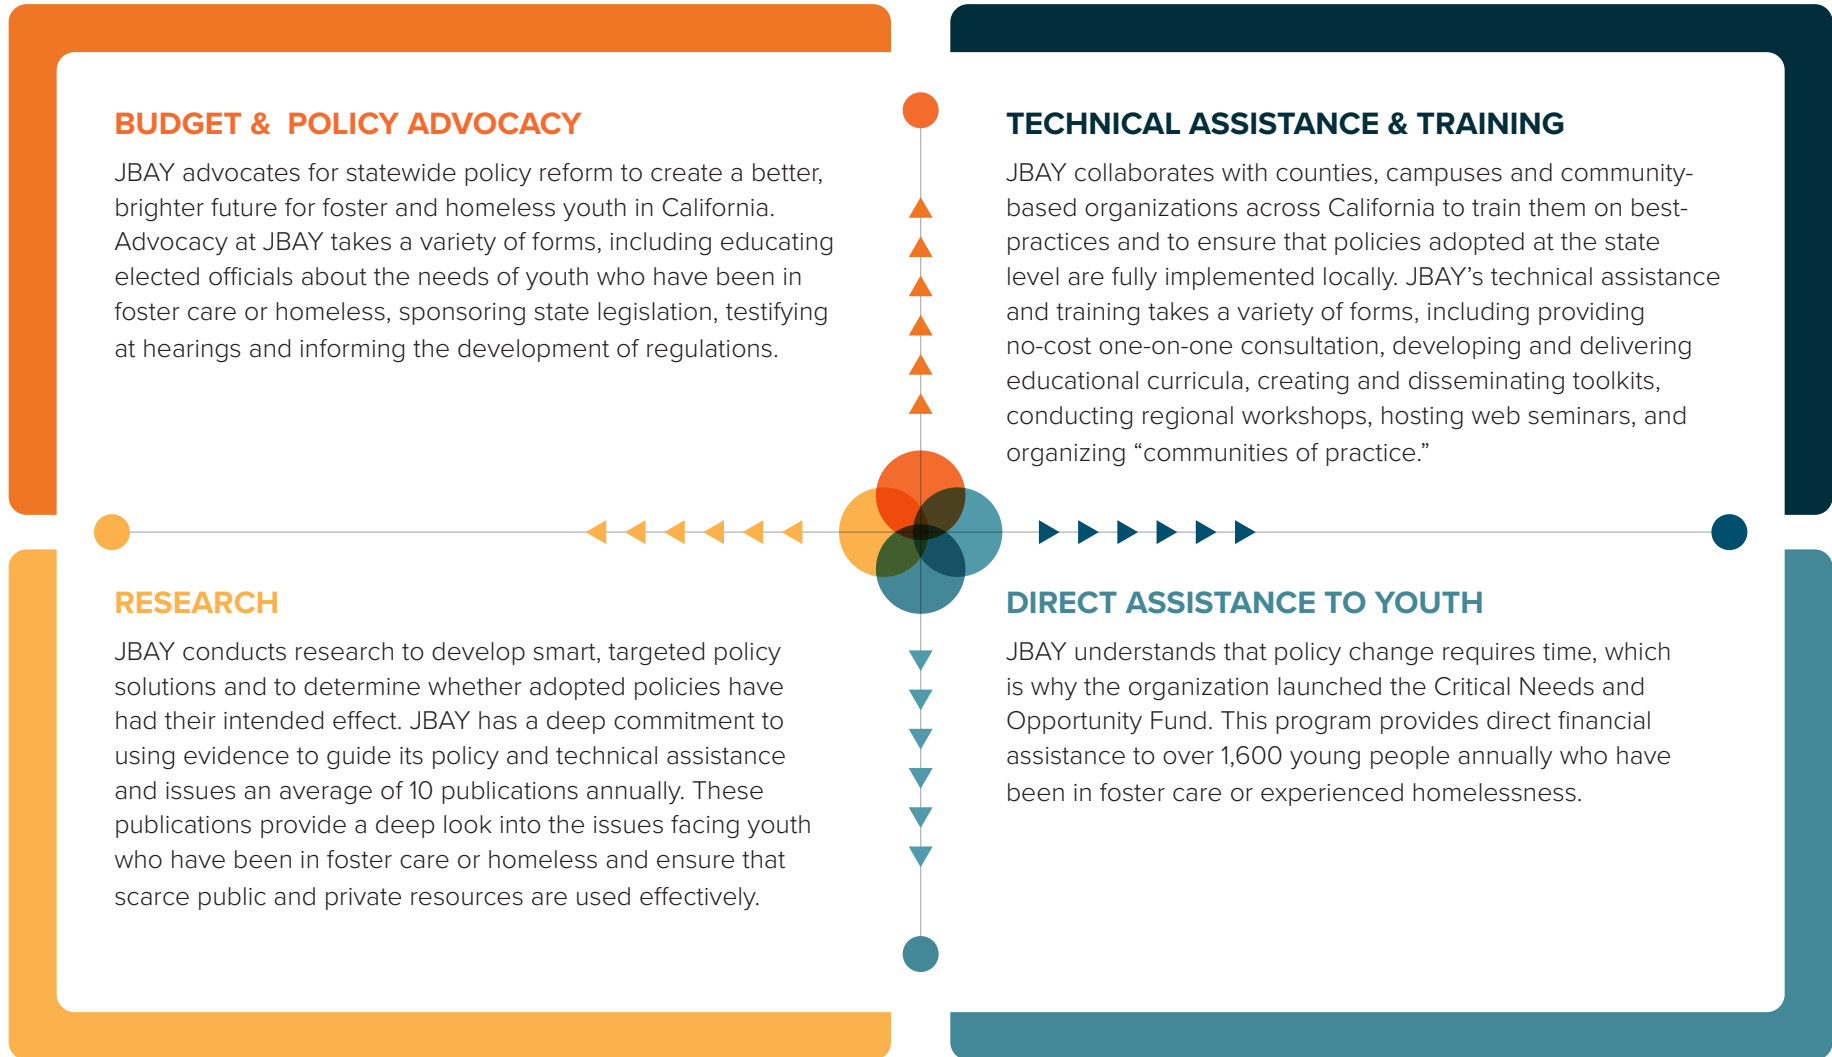 BUDGET & POLICY ADVOCACY
JBAY advocates for statewide policy reform to create a better,
brighter future for foster and homeless youth in California.
Advocacy at JBAY takes a variety of forms, including educating
elected officials about the needs of youth who have been in
foster care or homeless, sponsoring state legislation, testifying
at hearings and informing the development of regulations.
TECHNICAL ASSISTANCE & TRAINING
JBAY collaborates with counties, campuses and community-
based organizations across California to train them on best-
practices and to ensure that policies adopted at the state
level are fully implemented locally. JBAY’s technical assistance
and training takes a variety of forms, including providing
no-cost one-on-one consultation, developing and delivering
educational curricula, creating and disseminating toolkits,
conducting regional workshops, hosting web seminars, and
organizing “communities of practice.”
RESEARCH
JBAY conducts research to develop smart, targeted policy
solutions and to determine whether adopted policies have
had their intended effect. JBAY has a deep commitment to
using evidence to guide its policy and technical assistance
and issues an average of 10 publications annually. These
publications provide a deep look into the issues facing youth
who have been in foster care or homeless and ensure that
scarce public and private resources are used effectively.
DIRECT ASSISTANCE TO YOUTH
JBAY understands that policy change requires time, which
is why the organization launched the Critical Needs and
Opportunity Fund. This program provides direct financial
assistance to over 1,600 young people annually who have
been in foster care or experienced homelessness.